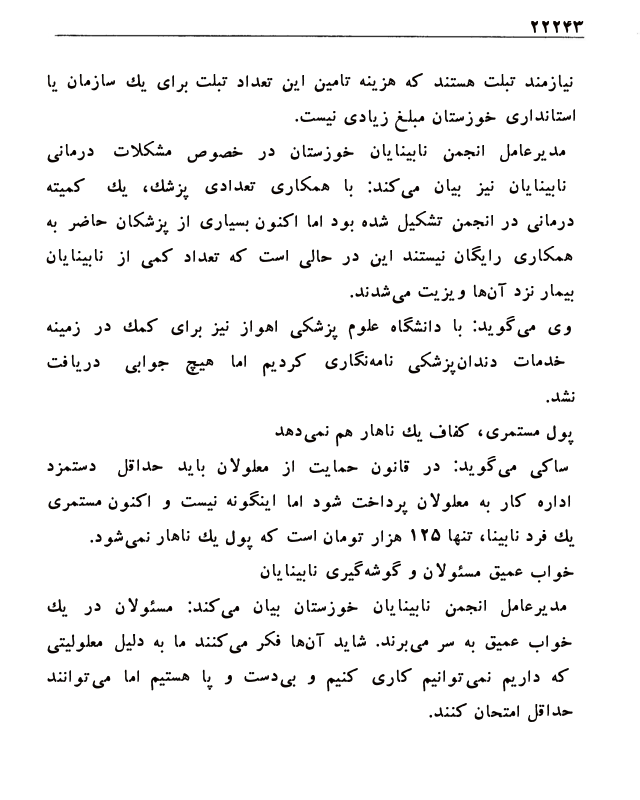 ۲۲۲۴۳
نیازمند تبلت هستند که هزینه تامین این تعداد تبلت برای یك سازمان یا
استانداری خوزستان مبلغ زیادی نیست.
مدیرعامل انجمن نابینایان خوزستان در خصوص مشکلات درمانی
نابینایان نیز بیان می‌کند: با همکاری تعدادی پزشك، یك کمیته
درمانی در انجمن تشکیل شده بود اما اکنون بسیاری از پزشکان حاضر به
همکاری رایگان نیستند این در حالی است که تعداد کمی از نابینایان
بیمار نزد آن‌ها ویزیت می‌شدند.
وی می‌گوید: با دانشگاه علوم پزشکی اهواز نیز برای کمك در زمینه
خدمات دندان‌پزشکی نامه‌نگاری کردیم اما هیچ جوابی دریافت
نشد.
پول مستمری، کفاف یك ناهار هم نمی‌دهد
ساکی می‌گوید: در قانون حمایت از معلولان باید حداقل دستمزد
اداره کار به معلولان پرداخت شود اما اینگونه نیست و اکنون مستمری
یك فرد نابینا، تنها ۱۲۵ هزار تومان است که پول یك ناهار نمی‌شود.
خواب عمیق مسئولان و گوشه‌گیری نابینایان
مدیرعامل انجمن نابینایان خوزستان بیان می‌کند: مسئولان در یك
خواب عمیق به سر می‌برند. شاید آن‌ها فکر می‌کنند ما به دلیل معلولیتی
که داریم نمی‌توانیم کاری کنیم و بی‌دست و پا هستیم اما می‌توانند
حداقل امتحان کنند.